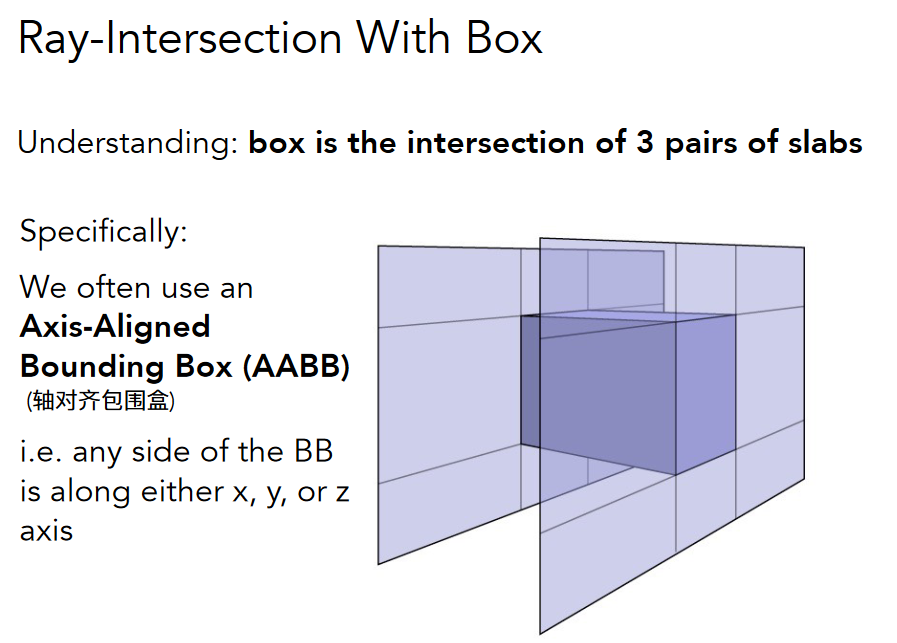 Ray-Intersection With Box
Understanding: box is the intersection of 3 pairs of slabs
Specifically:
We often use an
Axis-Aligned
Bounding Box (AABB)
(轴对齐包围盒)
i.e. any side of the BB
is along either x, y, or z
axis